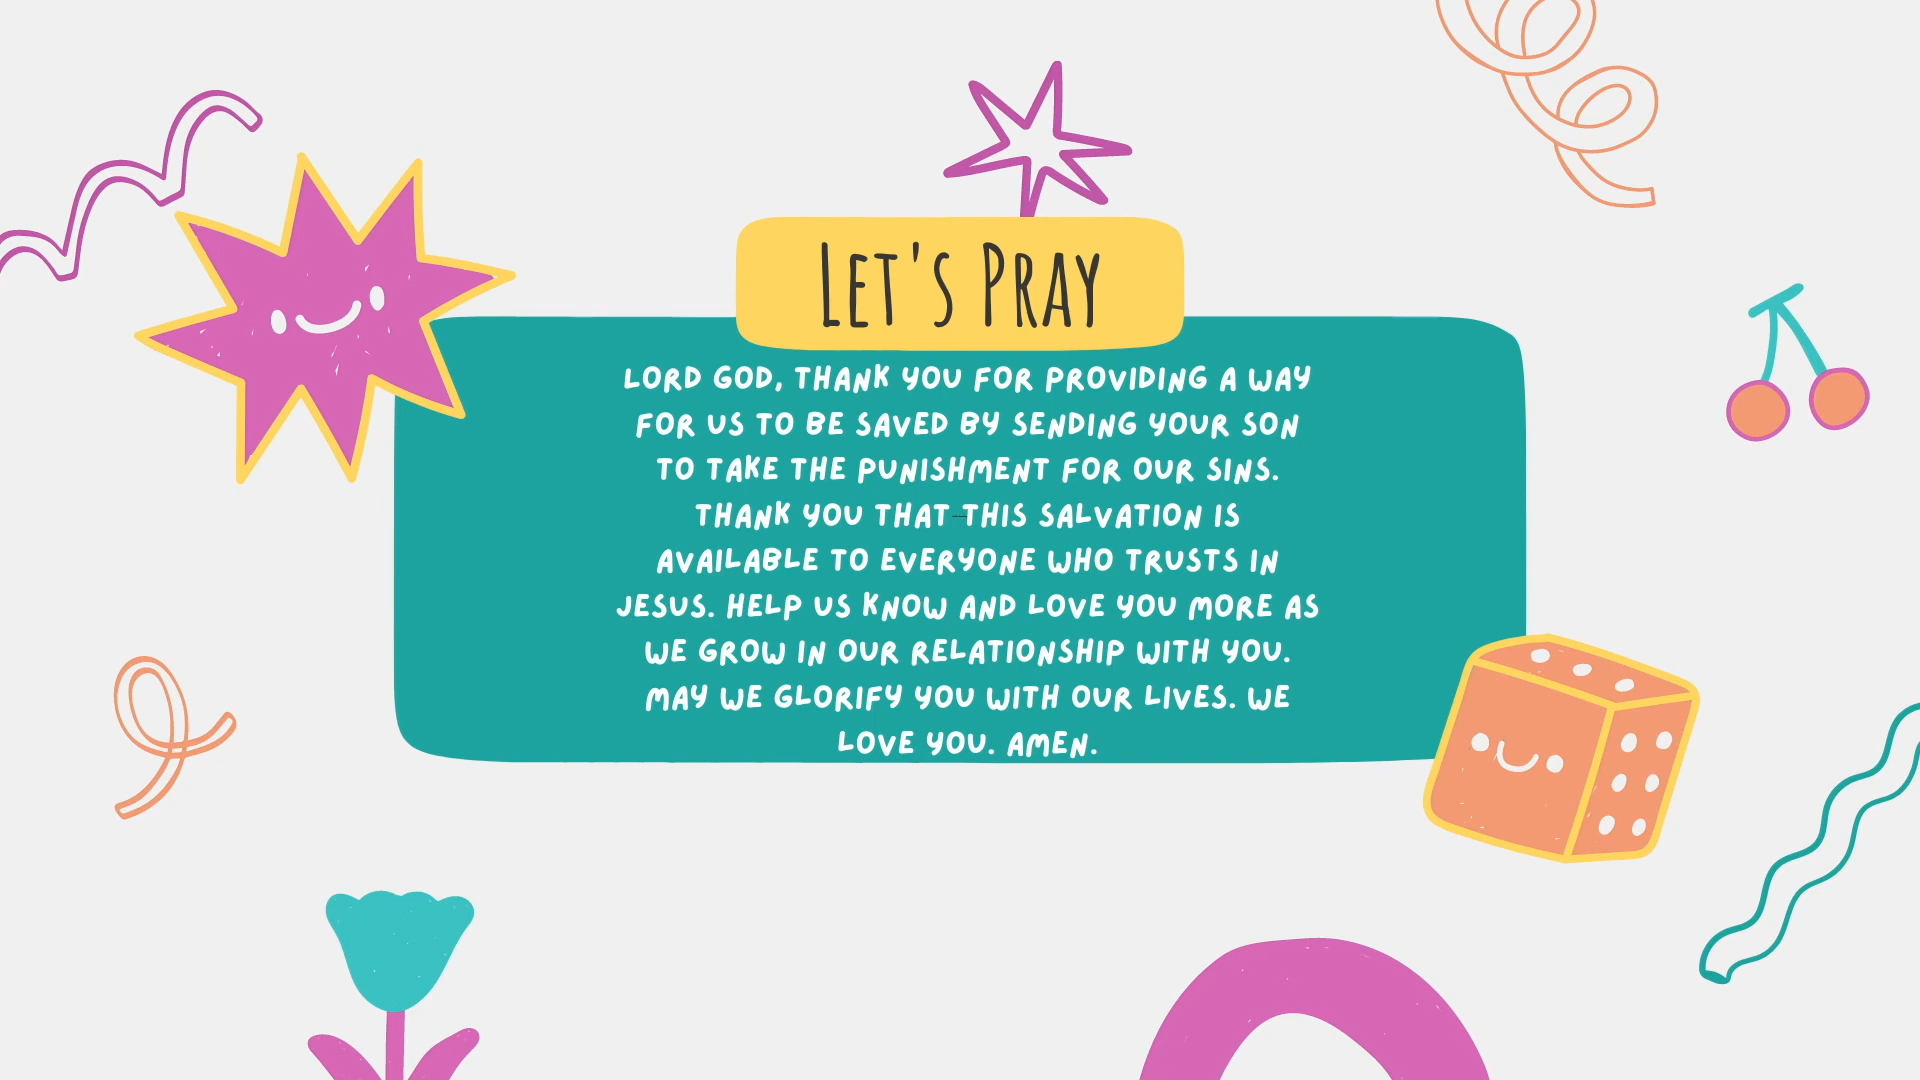 Let's Pray
LORD GOD, THANK YOU FOR PROVIDING A WAY
FOR US TO BE SAVED BY SENDING YOUR SON
TO TAKE THE PUNISHMENT FOR OUR SINS.
THANK YOU THAT THIS SALVATION IS
AVAILABLE TO EVERYONE WHO TRUSTS IN
JESUS. HELP US KNOW AND LOVE YOU MORE AS
WE GROW IN OUR RELATIONSHIP WITH YOU.
MAY WE GLORIFY YOU WITH OUR LIVES. WE
LOVE YOU. AMEN.